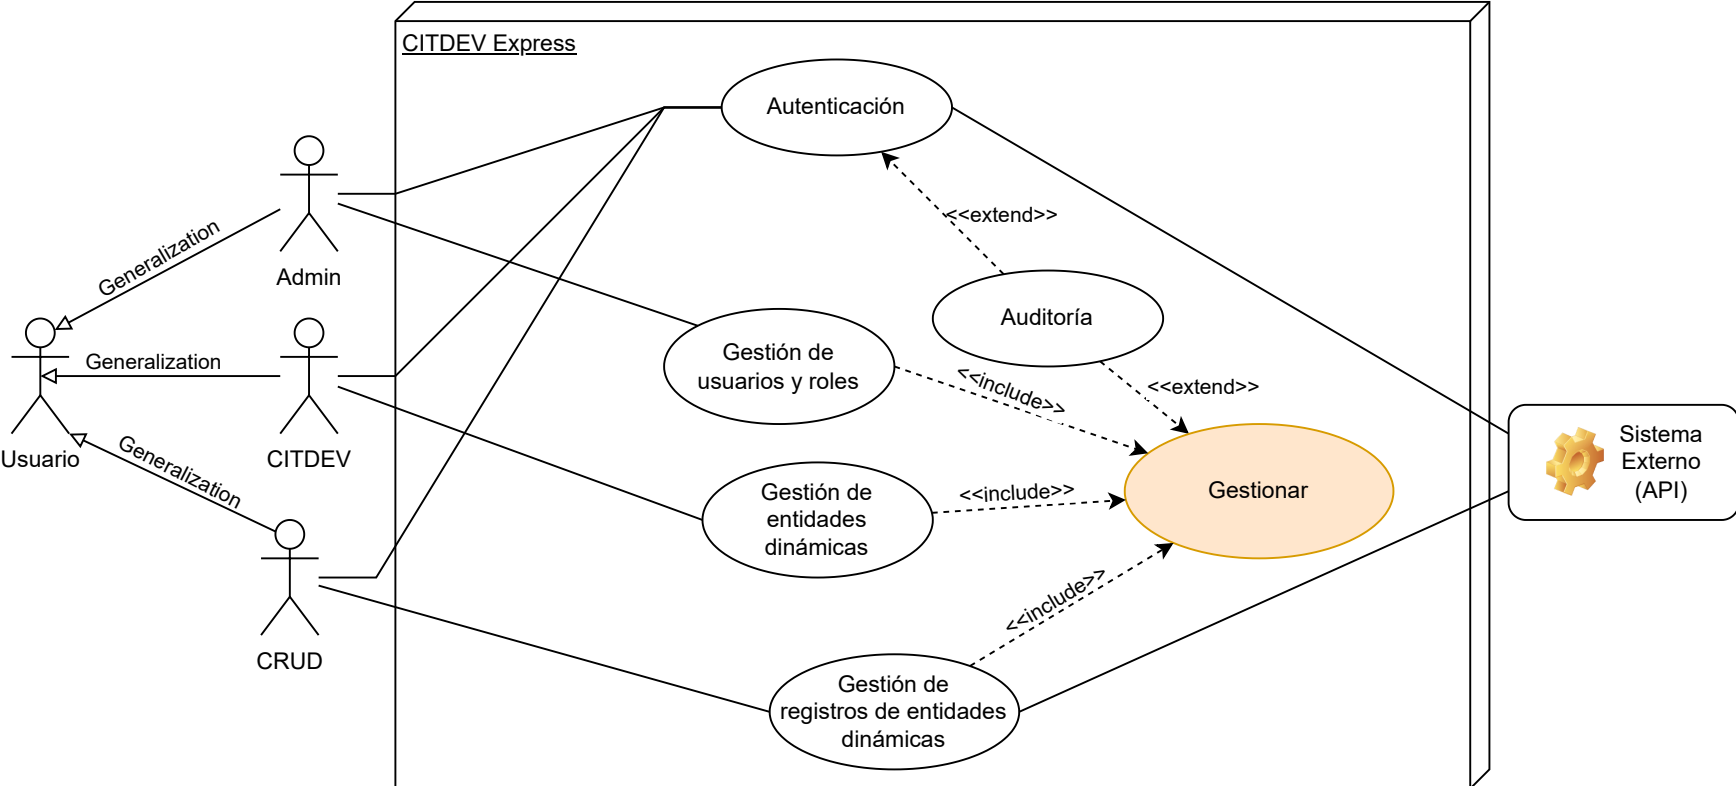 CITDEV Express
Autenticación
<<extend>>
Generalization
Admin
Auditoría
Generalization
Gestión de
usuarios y roles
<<include>>
<<extend>>
Usuario
CITDEV
Generalization
Gestión de
entidades
dinámicas
<<include>>
Gestionar
Sistema
Externo
(API)
<<include>>
CRUD
Gestión de
registros de entidades
dinámicas